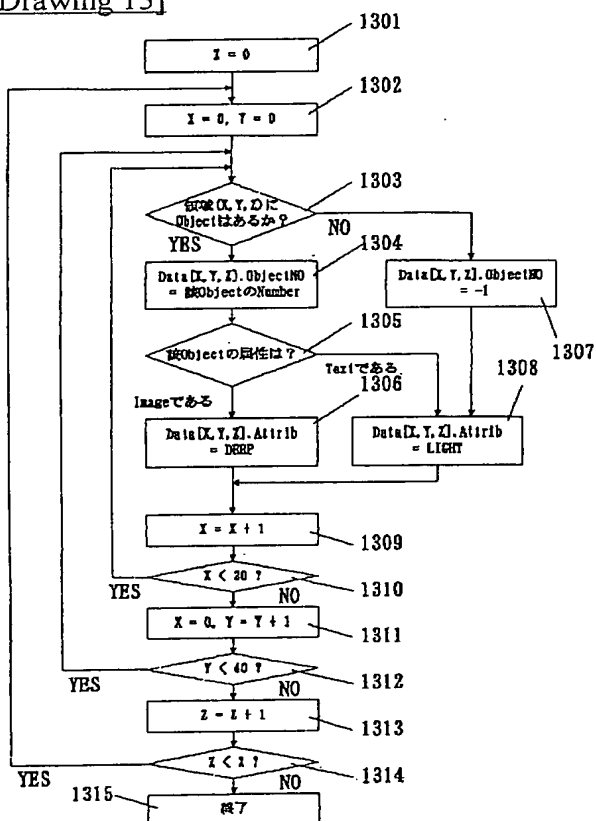 [Drawing 13]
1301
= 0
1302
X = 0, Y = 0
1303
領域(X, Y, Z)に
Objectはあるか?
YES
NO
1304
Data[X, Y, Z].ObjectNO
= 該ObjectのNumber
Data[X, Y, Z].ObjectNO
= -1
1307
1305
該Objectの属性は?
Textである
1306
1308
Imageである
Data[X, Y, Z].Attrib
= DEEP
Data[X, Y, Z].Attrib
= LIGHT
X = X + 1
1309
X < 20 ?
1310
YES
NO
X = 0, Y = Y + 1
1311
Y < 40 ?
1312
YES
NO
Z = Z + 1
1313
1314
YES
NO
1315
終了